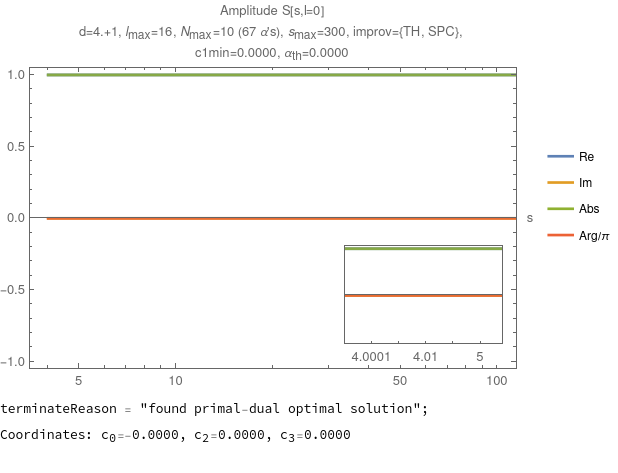 Amplitude S[s,l=0]
d=4.+1, lmax=16, Nmax=10 (67 α's), smax=300, improv={TH, SPC},
c1min=0.0000, αth=0.0000
1.0
0.5
0.0
−0.5
−1.0
5
10
50
100
s
4.0001
4.01
5
Re
Im
Abs
Arg/π
terminateReason = "found primal-dual optimal solution";
Coordinates: c0=-0.0000, c2=0.0000, c3=0.0000